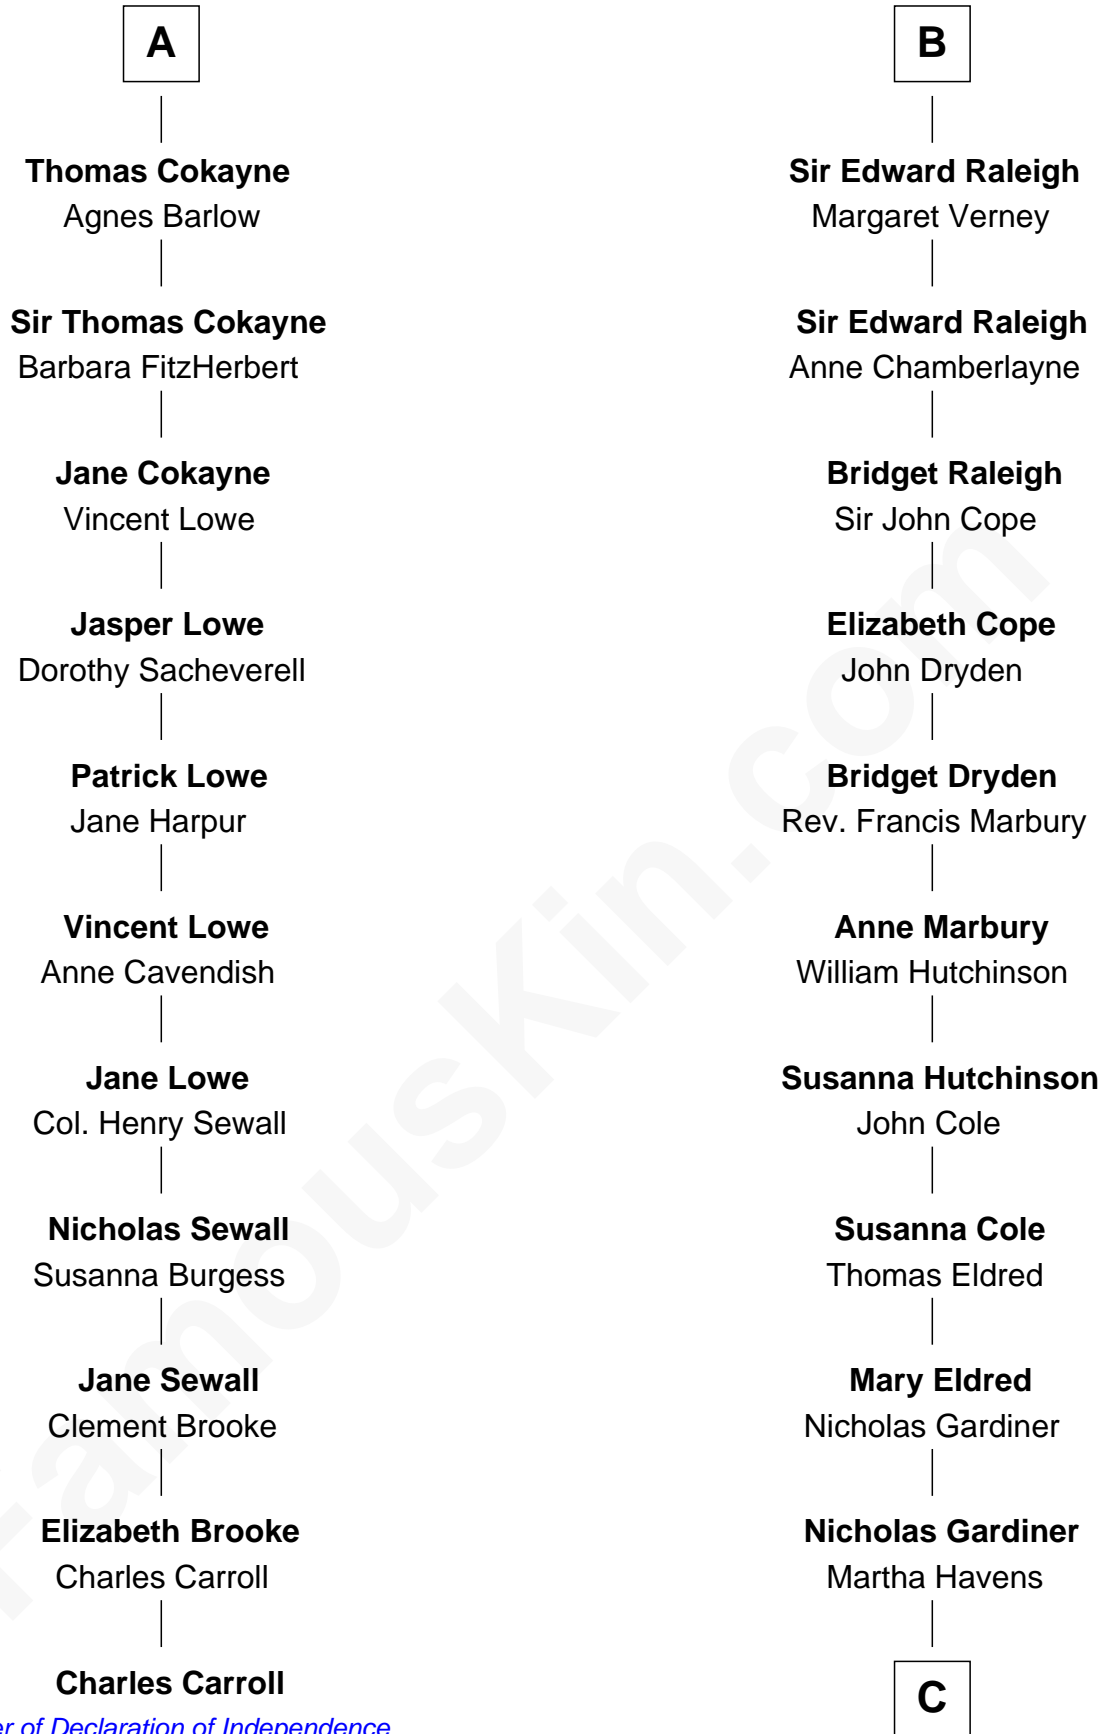 A
Thomas Cokayne
Agnes Barlow
Sir Thomas Cokayne
Barbara FitzHerbert
Jane Cokayne
Vincent Lowe
Jasper Lowe
Dorothy Sacheverell
Patrick Lowe
Jane Harpur
Vincent Lowe
Anne Cavendish
Jane Lowe
Col. Henry Sewall
Nicholas Sewall
Susanna Burgess
Jane Sewall
Clement Brooke
Elizabeth Brooke
Charles Carroll
Charles Carroll
of Declaration of Independence
B
Sir Edward Raleigh
Margaret Verney
Sir Edward Raleigh
Anne Chamberlayne
Bridget Raleigh
Sir John Cope
Elizabeth Cope
John Dryden
Bridget Dryden
Rev. Francis Marbury
Anne Marbury
William Hutchinson
Susanna Hutchinson
John Cole
Susanna Cole
Thomas Eldred
Mary Eldred
Nicholas Gardiner
Nicholas Gardiner
Martha Havens
C
FamousKin.com